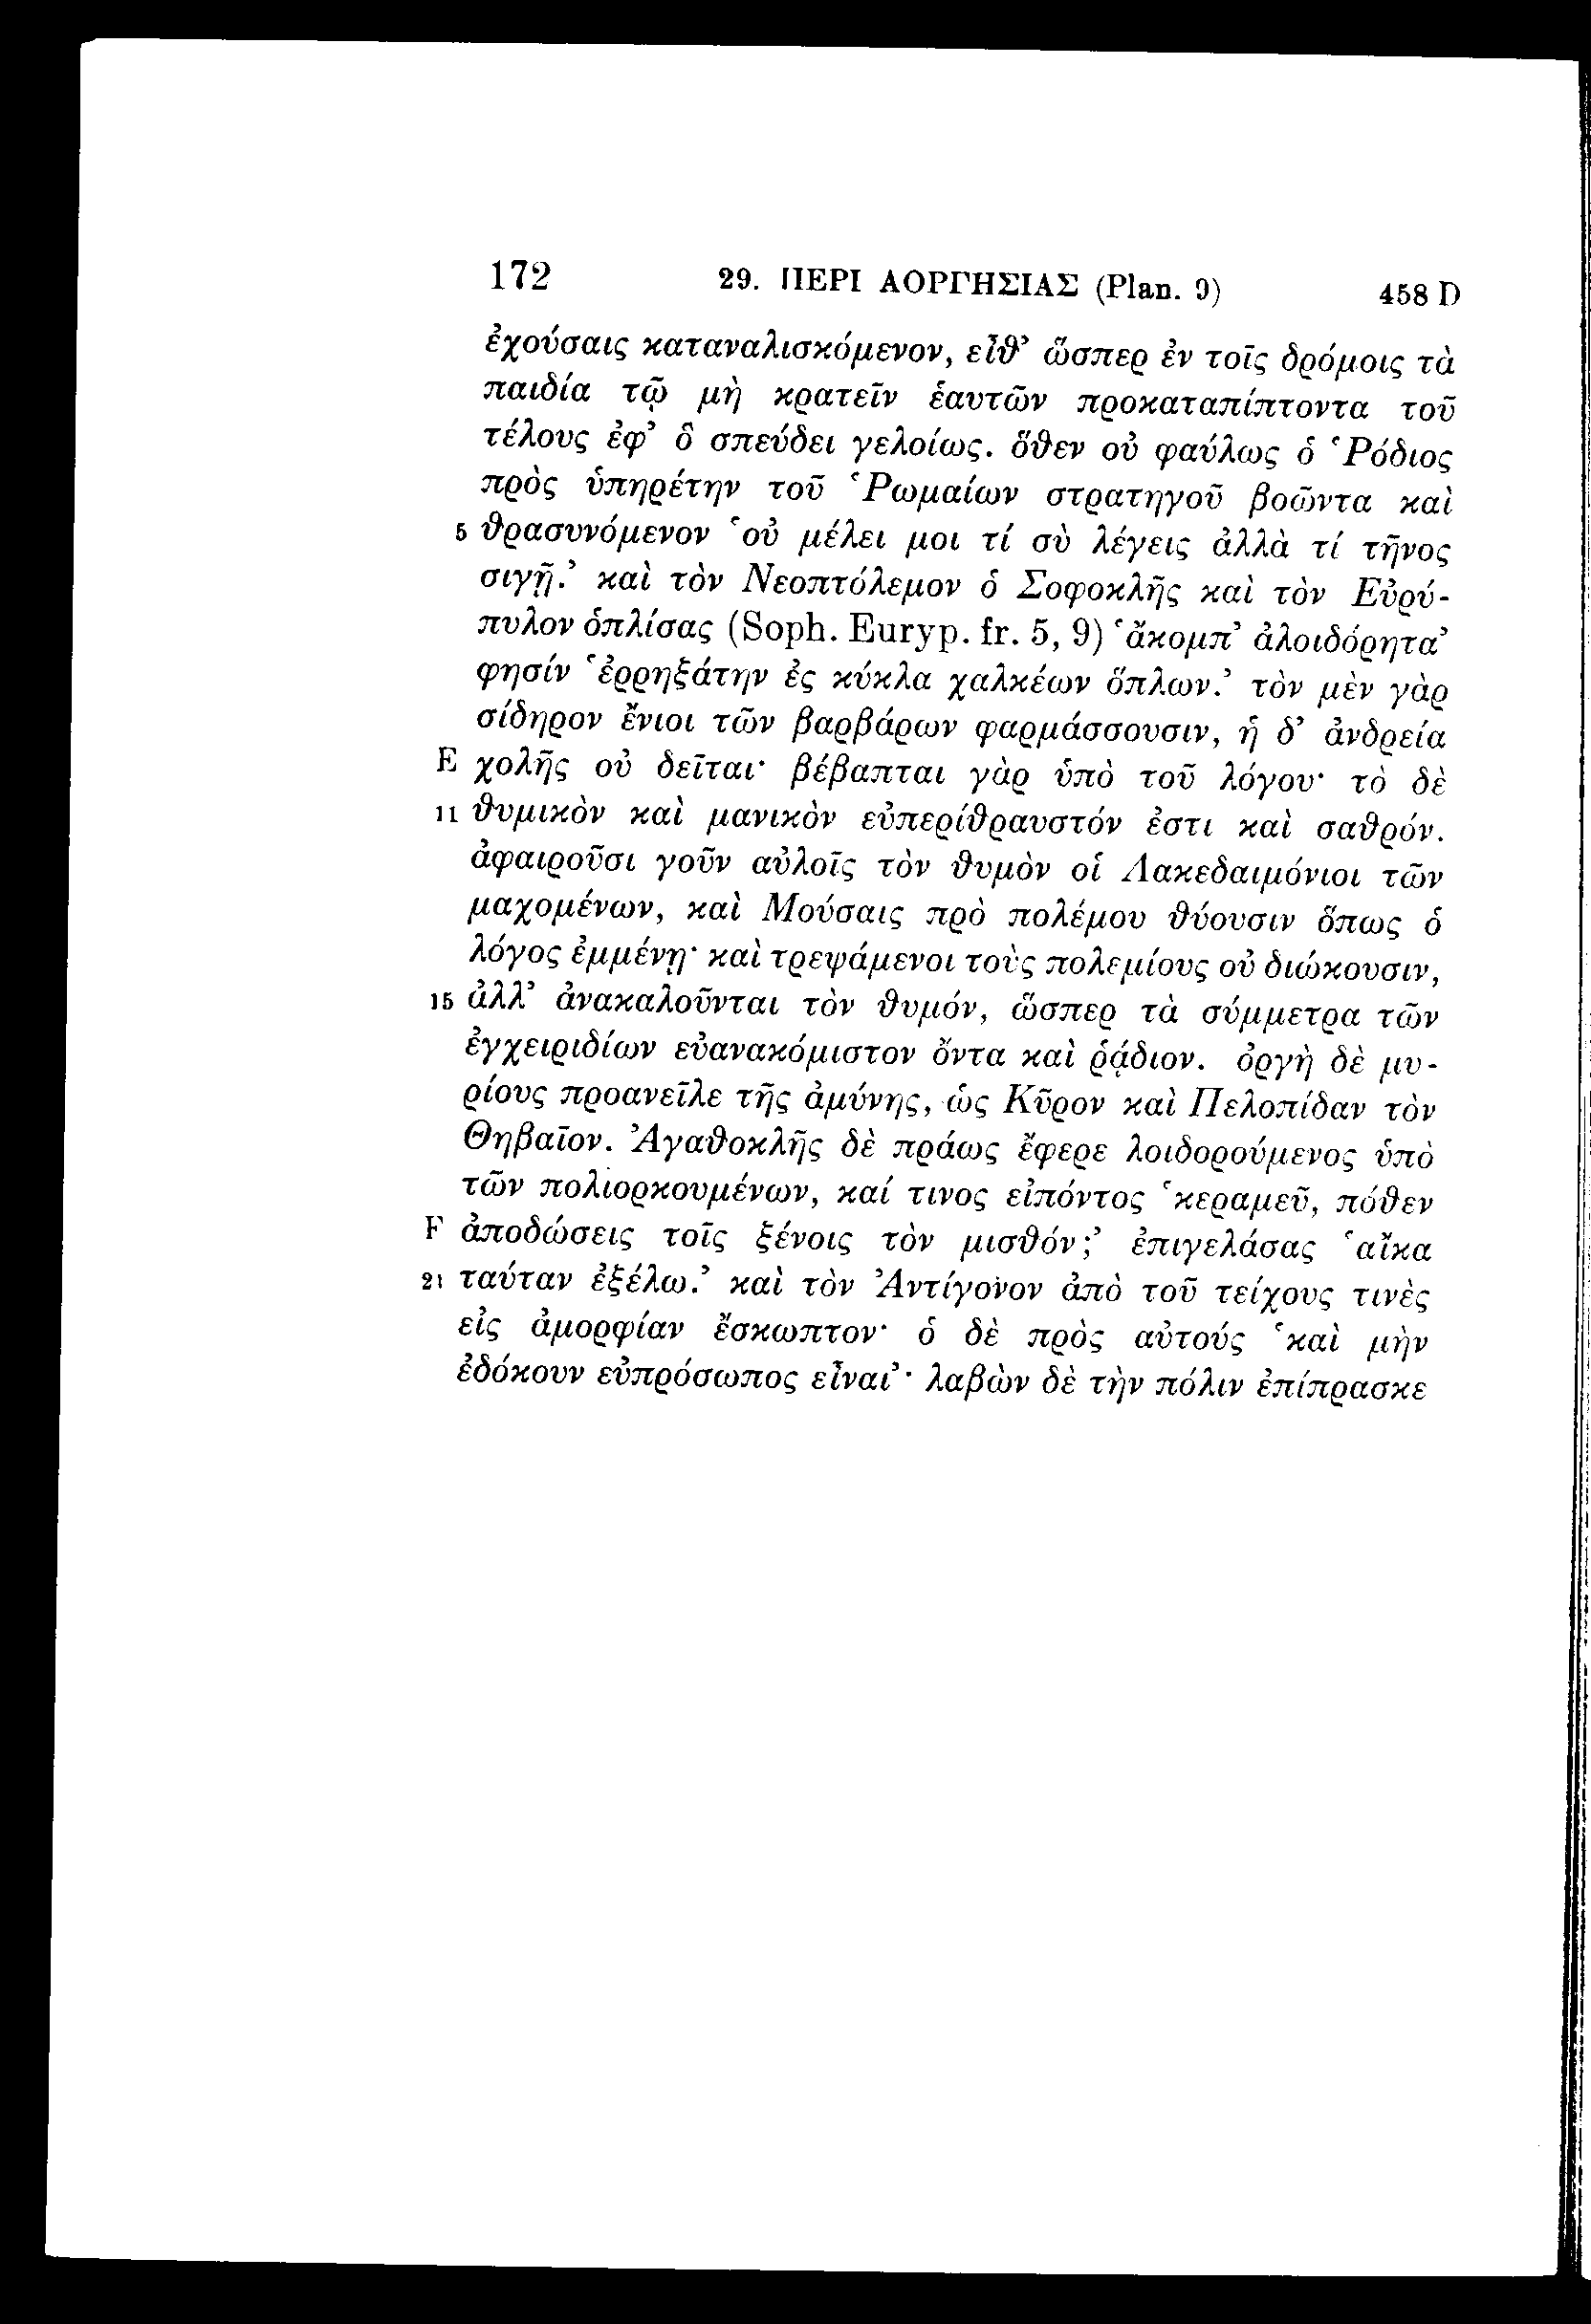 172 29. ΠΕΡΙ ΑΟΡΓΗΣΙΑΣ (Plan. 9) 458 D
ἐχούσαις καταναλισκόμενον, εἶθ’ ὥσπερ ἐν τοῖς δρόμοις τὰ
παιδία τῷ μὴ κρατεῖν ἑαυτῶν προκαταπίπτοντα τοῦ
τέλους ἐφ’ ὃ σπεύδει γελοίως. ὅθεν οὐ φαύλως ὁ Ῥόδιος
πρὸς ὑπηρέτην τοῦ Ῥωμαίων στρατηγοῦ βοῶντα καὶ
5 θρασυνόμενον ‘οὐ μέλει μοι τί σὺ λέγεις ἀλλὰ τί τῆνος
σιγῇ.’ καὶ τὸν Νεοπτόλεμον ὁ Σοφοκλῆς καὶ τὸν Εὐρύ-
πυλον ὁπλίσας (Soph. Euryp. fr. 5, 9) ‘ἄκομπ’ ἀλοιδόρητα’
φησίν ‘ἐρρηξάτην ἐς κύκλα χαλκέων ὅπλων.’ τὸν μὲν γὰρ
σίδηρον ἔνιοι τῶν βαρβάρων φαρμάσσουσιν, ἡ δ’ ἀνδρεία
E χολῆς οὐ δεῖται· βέβαπται γὰρ ὑπὸ τοῦ λόγου· τὸ δὲ
11 θυμικὸν καὶ μανικὸν εὐπερίθραυστόν ἐστι καὶ σαθρόν.
ἀφαιροῦσι γοῦν αὐλοῖς τὸν θυμὸν οἱ Λακεδαιμόνιοι τῶν
μαχομένων, καὶ Μούσαις πρὸ πολέμου θύουσιν ὅπως ὁ
λόγος ἐμμένῃ· καὶ τρεψάμενοι τοὺς πολεμίους οὐ διώκουσιν,
15 ἀλλ’ ἀνακαλοῦνται τὸν θυμόν, ὥσπερ τὰ σύμμετρα τῶν
ἐγχειριδίων εὐανακόμιστον ὄντα καὶ ῥᾴδιον. ὀργὴ δὲ μυ-
ρίους προανεῖλε τῆς ἀμύνης, ὡς Κῦρον καὶ Πελοπίδαν τὸν
Θηβαῖον. Ἀγαθοκλῆς δὲ πράως ἔφερε λοιδορούμενος ὑπὸ
τῶν πολιορκουμένων, καί τινος εἰπόντος ‘κεραμεῦ, πόθεν
F ἀποδώσεις τοῖς ξένοις τὸν μισθόν;’ ἐπιγελάσας ‘αἴκα
21 ταύταν ἐξέλω.’ καὶ τὸν Ἀντίγονον ἀπὸ τοῦ τείχους τινὲς
εἰς ἀμορφίαν ἔσκωπτον· ὁ δὲ πρὸς αὐτούς ‘καὶ μὴν
ἐδόκουν εὐπρόσωπος εἶναι’· λαβὼν δὲ τὴν πόλιν ἐπίπρασκε